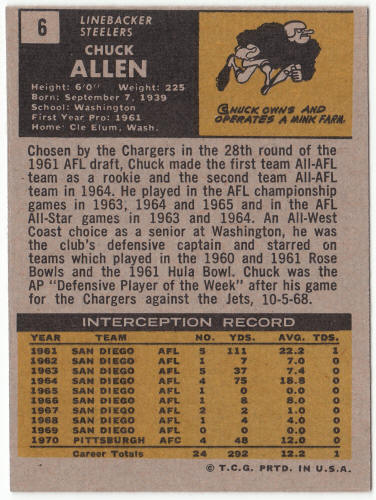 6
LINEBACKER
STEELERS
CHUCK
ALLEN
Height: 6'0" Weight: 225
Born: September 7, 1939
School: Washington
First Year Pro: 1961
Home: Cle Elum, Wash.
CHUCK OWNS AND
OPERATES A MINK FARM.
Chosen by the Chargers in the 28th round of the
1961 AFL draft, Chuck made the first team All-AFL
team as a rookie and the second team All-AFL
team in 1964. He played in the AFL championship
games in 1963, 1964 and 1965 and in the AFL
All-Star games in 1963 and 1964. An All-West
Coast choice as a senior at Washington, he was
the club's defensive captain and starred on
teams which played in the 1960 and 1961 Rose
Bowls and the 1961 Hula Bowl. Chuck was the
AP "Defensive Player of the Week" after his game
for the Chargers against the Jets, 10-5-68.
INTERCEPTION RECORD
YEAR TEAM NO. YDS. AVG. TDS.
1961 SAN DIEGO AFL 5 111 22.2 1
1962 SAN DIEGO AFL 1 7 7.0 0
1963 SAN DIEGO AFL 5 37 7.4 0
1964 SAN DIEGO AFL 4 75 18.8 0
1965 SAN DIEGO AFL 1 0 0.0 0
1966 SAN DIEGO AFL 1 8 8.0 0
1967 SAN DIEGO AFL 2 2 1.0 0
1968 SAN DIEGO AFL 1 4 4.0 0
1969 SAN DIEGO AFL 0 0 0.0 0
1970 PITTSBURGH AFC 4 48 12.0 0
Career Totals 24 292 12.2 1
© T.C.G. PRTD. IN U.S.A.